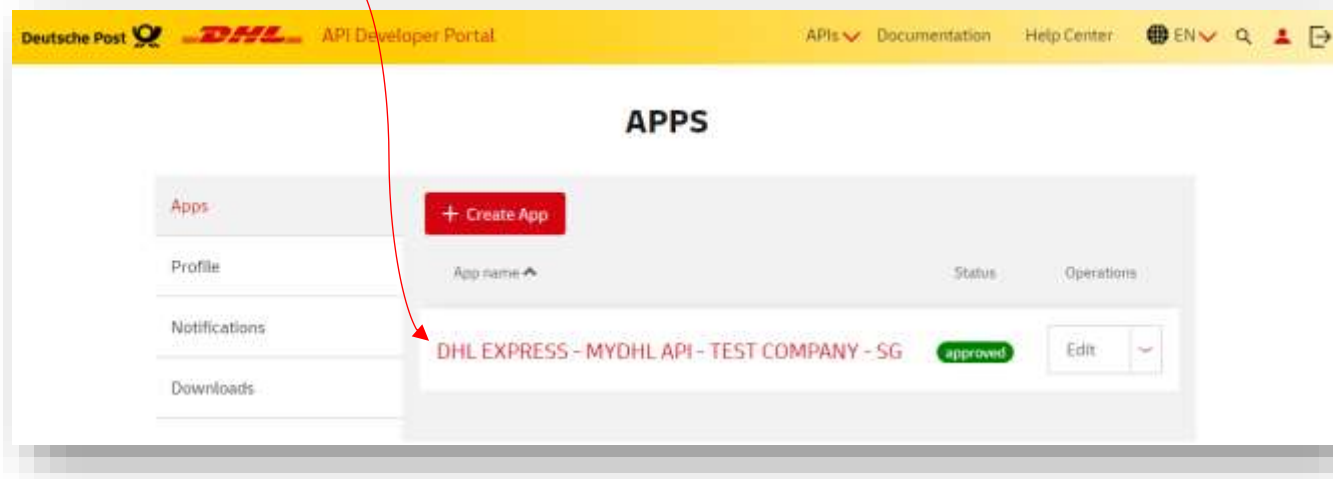 Deutsche Post DHL API Developer Portal APIs Documentation Help Center EN
APPS
Apps
+ Create App
Profile
App name Status Operations
Notifications
DHL EXPRESS - MYDHL API - TEST COMPANY - SG approved Edit
Downloads